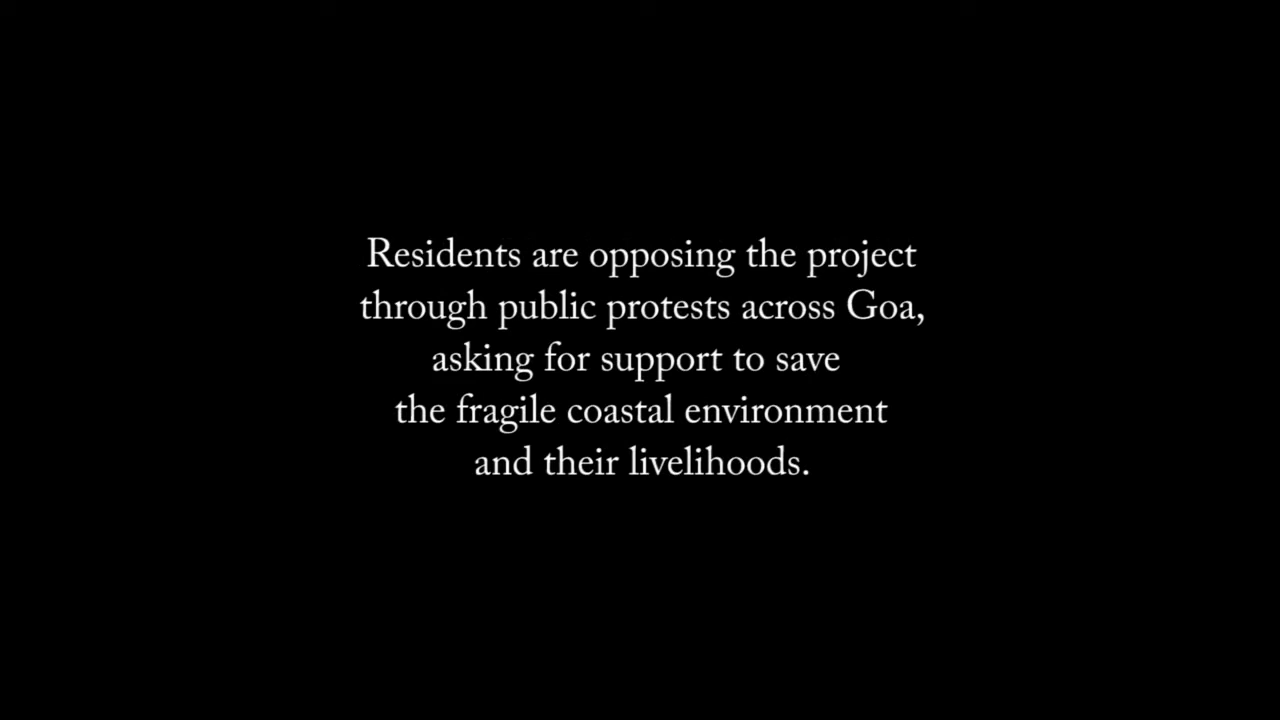 Residents are opposing the project
through public protests across Goa,
asking for support to save
the fragile coastal environment
and their livelihoods.